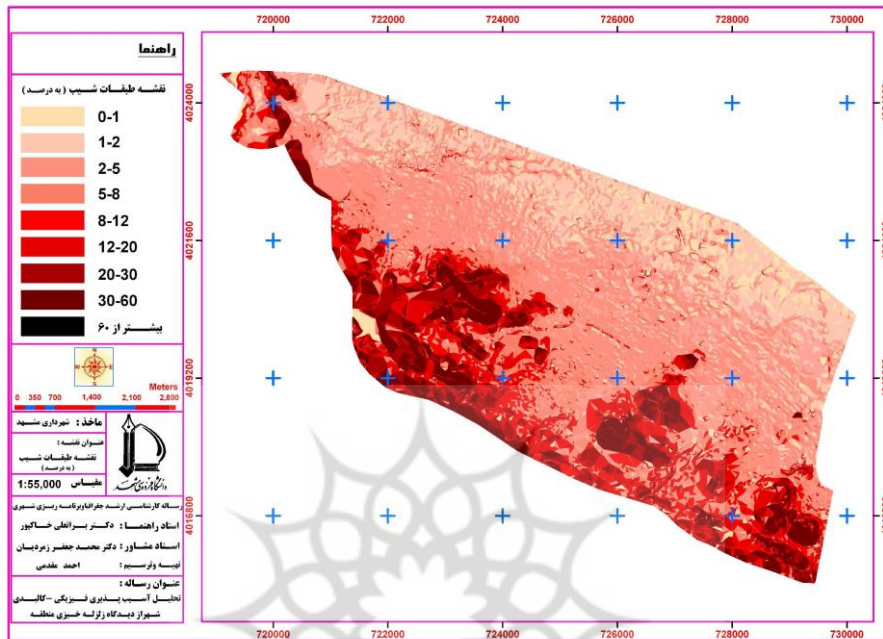 720000 722000 724000 726000 728000 730000
راهنما
نقشه طبقات شیب (به درصد)
0-1
1-2
2-5
5-8
8-12
12-20
20-30
30-60
بیشتر از ۶۰
N
W E
S
Meters
0 350 700 1,400 2,100 2,800
ماخذ : شهرداری مشهد
عنوان نقشه :
نقشه طبقات شیب
(به درصد)
مقیاس 1:55,000
دانشگاه فردوسی مشهد
رساله کارشناسی ارشد جغرافیا وبرنامه ریزی شهری
استاد راهنما : دکتر براتعلی خاکپور
استاد مشاور : دکتر محمد جعفر زمردیان
تهیه وترسیم : احمد مقدمی
عنوان رساله :
تحلیل آسیب پذیری فیزیکی -کالبدی
شهراز دیدگاه زلزله خیزی منطقه
4024000
4021600
4019200
4016800
720000 722000 724000 726000 728000 730000